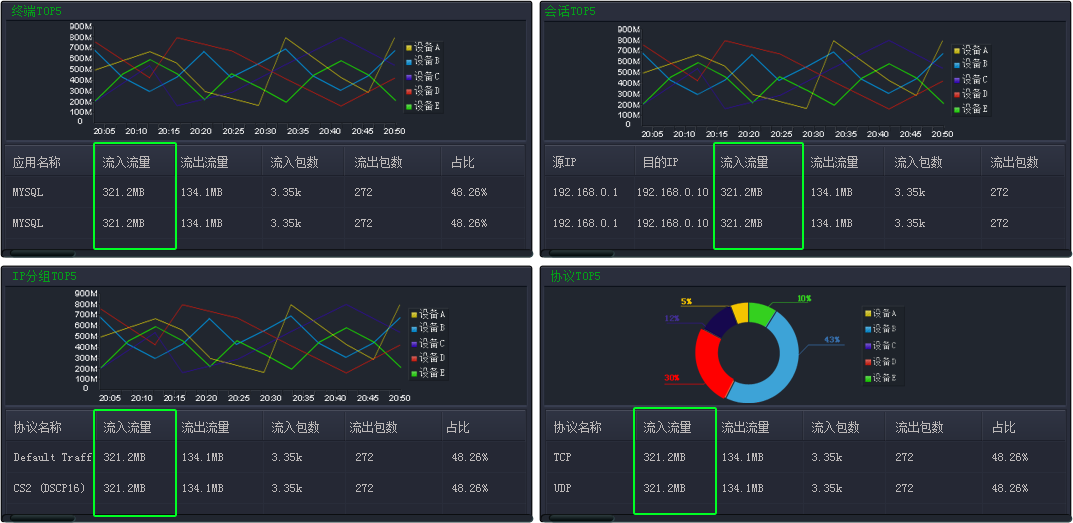 终端TOP5
900M
800M
700M
600M
500M
400M
300M
200M
100M
0
20:05 20:10 20:15 20:20 20:25 20:30 20:35 20:40 20:45 20:50
设备A
设备B
设备C
设备D
设备E
应用名称 流入流量 流出流量 流入包数 流出包数 占比
MYSQL 321.2MB 134.1MB 3.35k 272 48.26%
MYSQL 321.2MB 134.1MB 3.35k 272 48.26%
会话TOP5
900M
800M
700M
600M
500M
400M
300M
200M
100M
0
20:05 20:10 20:15 20:20 20:25 20:30 20:35 20:40 20:45 20:50
设备A
设备B
设备C
设备D
设备E
源IP 目的IP 流入流量 流出流量 流入包数 流出包数
192.168.0.1 192.168.0.10 321.2MB 134.1MB 3.35k 272
192.168.0.1 192.168.0.10 321.2MB 134.1MB 3.35k 272
IP分组TOP5
900M
800M
700M
600M
500M
400M
300M
200M
100M
0
20:05 20:10 20:15 20:20 20:25 20:30 20:35 20:40 20:45 20:50
设备A
设备B
设备C
设备D
设备E
协议名称 流入流量 流出流量 流入包数 流出包数 占比
Default Traff 321.2MB 134.1MB 3.35k 272 48.26%
CS2 (DSCP16) 321.2MB 134.1MB 3.35k 272 48.26%
协议TOP5
5%
10%
12%
43%
30%
设备A
设备B
设备C
设备D
设备E
协议名称 流入流量 流出流量 流入包数 流出包数 占比
TCP 321.2MB 134.1MB 3.35k 272 48.26%
UDP 321.2MB 134.1MB 3.35k 272 48.26%